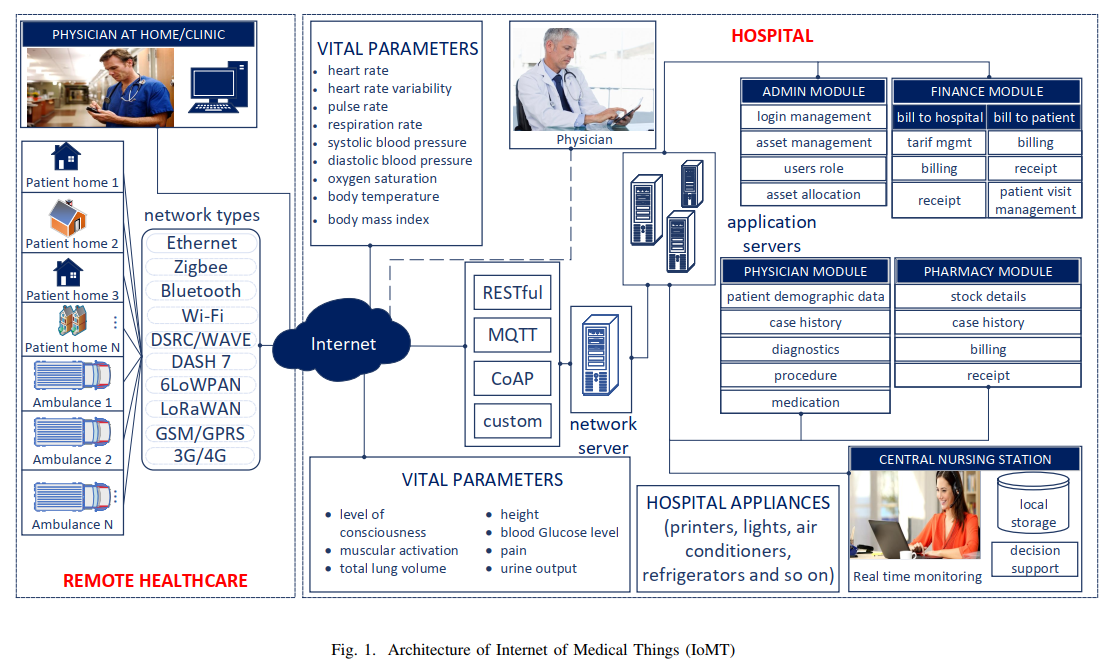 PHYSICIAN AT HOME/CLINIC
Patient home 1
Patient home 2
Patient home 3
Patient home N
Ambulance 1
Ambulance 2
Ambulance N
network types
Ethernet
Zigbee
Bluetooth
Wi-Fi
DSRC/WAVE
DASH 7
6LoWPAN
LoRaWAN
GSM/GPRS
3G/4G
REMOTE HEALTHCARE
HOSPITAL
VITAL PARAMETERS
• heart rate
• heart rate variability
• pulse rate
• respiration rate
• systolic blood pressure
• diastolic blood pressure
• oxygen saturation
• body temperature
• body mass index
Physician
Internet
RESTful
MQTT
CoAP
custom
network
server
application
servers
ADMIN MODULE
login management
asset management
users role
asset allocation
FINANCE MODULE
bill to hospital
tarif mgmt
billing
receipt
bill to patient
billing
receipt
patient visit
management
PHYSICIAN MODULE
patient demographic data
case history
diagnostics
procedure
medication
PHARMACY MODULE
stock details
case history
billing
receipt
VITAL PARAMETERS
• level of
consciousness
• muscular activation
• total lung volume
• height
• blood Glucose level
• pain
• urine output
HOSPITAL APPLIANCES
(printers, lights, air
conditioners,
refrigerators and so on)
CENTRAL NURSING STATION
Real time monitoring
local
storage
decision
support
Fig. 1. Architecture of Internet of Medical Things (IoMT)